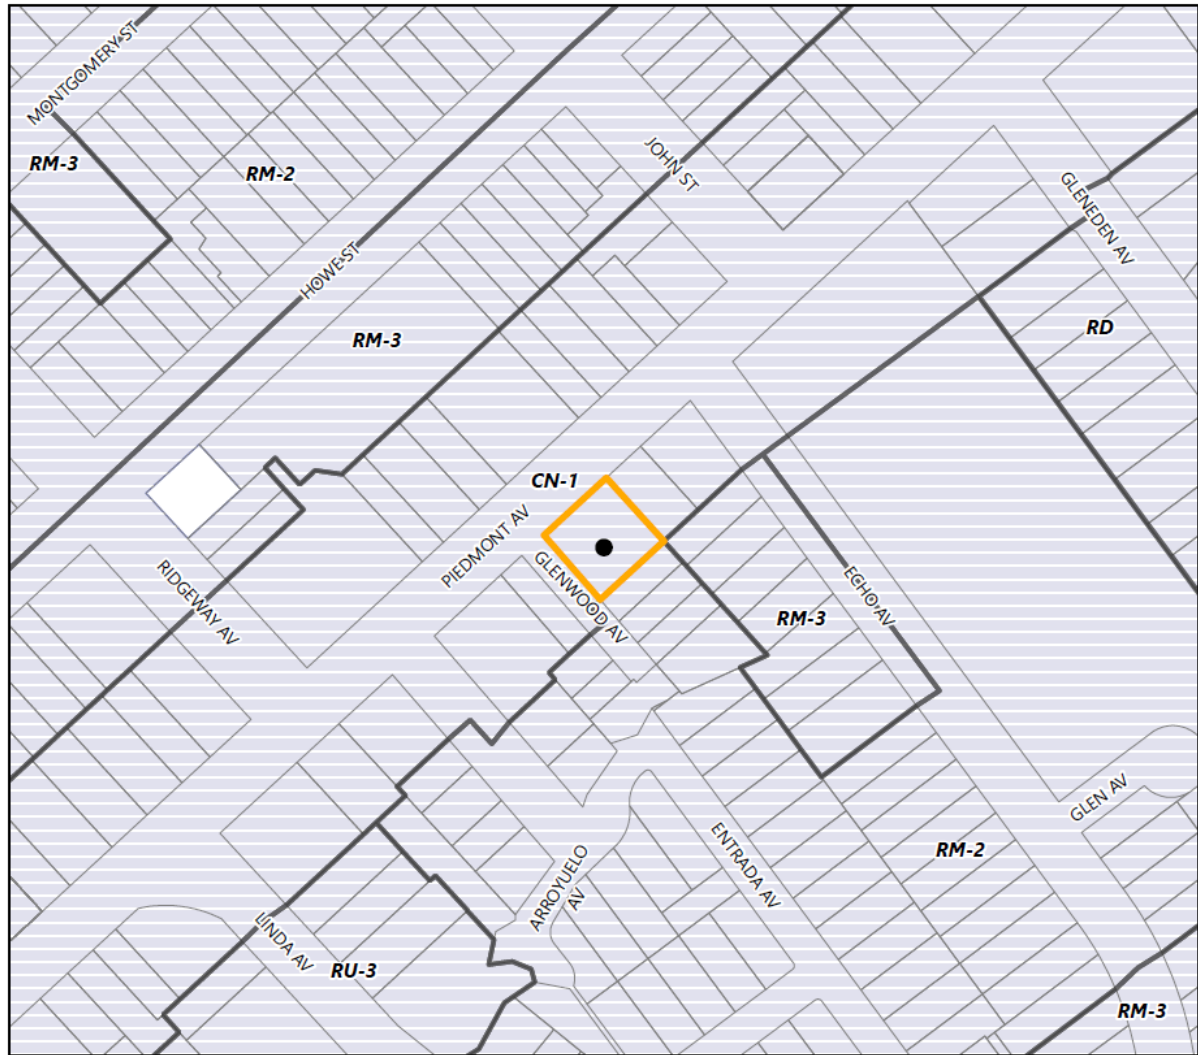 MONTGOMERY ST
RM-3
RM-2
JOHN ST
GLENEDEN AV
HOWE ST
RM-3
RD
CN-1
PIEDMONT AV
GLENWOOD AV
RIDGEWAY AV
ECHO AV
RM-3
GLEN AV
ENTRADA AV
RM-2
ARROYUELO
AV
LINDA AV
RU-3
RM-3